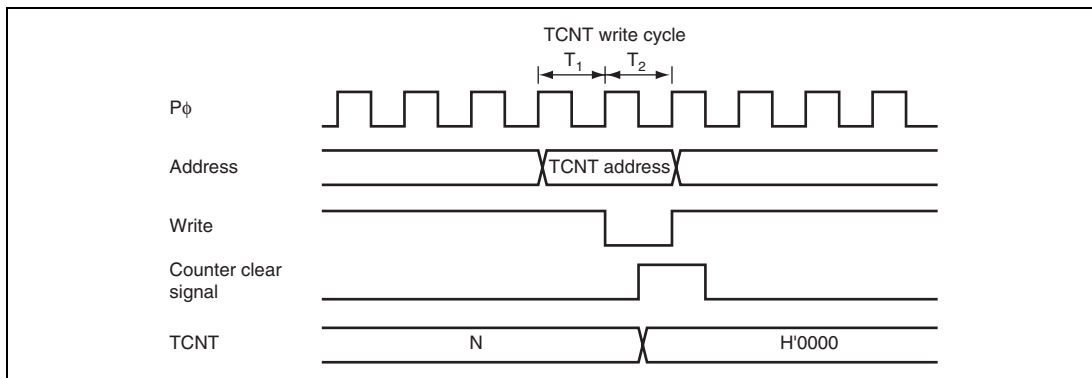 TCNT write cycle
T1 T2
Pϕ
Address
TCNT address
Write
Counter clear
signal
TCNT
N
H'0000